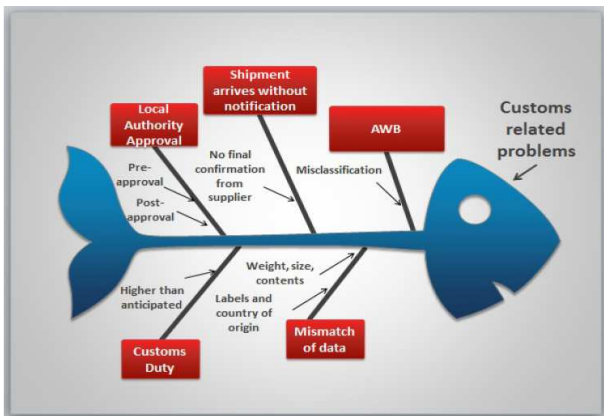 Shipment
arrives without
notification
Local
Authority
Approval
AWB
Customs
related
problems
Pre-
approval
Post-
approval
No final
confirmation
from
supplier
Misclassification
Higher than
anticipated
Weight, size,
contents
Labels and
country of
origin
Customs
Duty
Mismatch
of data